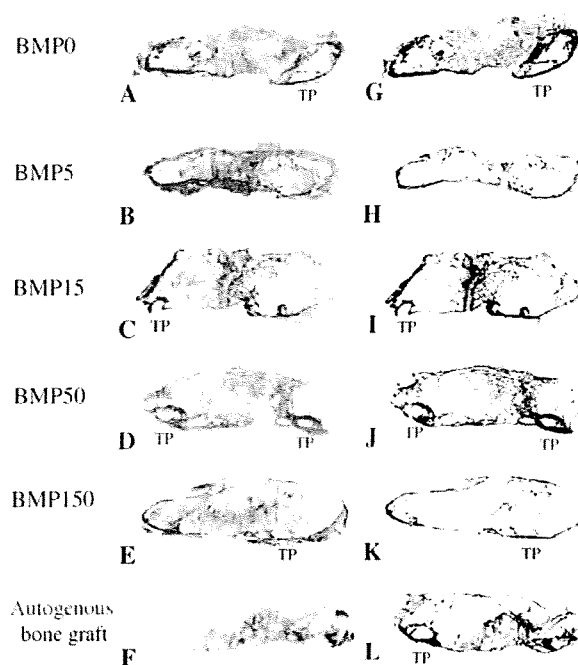 BMP0
A
TP
G
TP
BMP5
B
H
BMP15
C
TP
I
TP
BMP50
D
TP
TP
J
TP
TP
BMP150
E
TP
K
TP
Autogenous
bone graft
F
L
TP